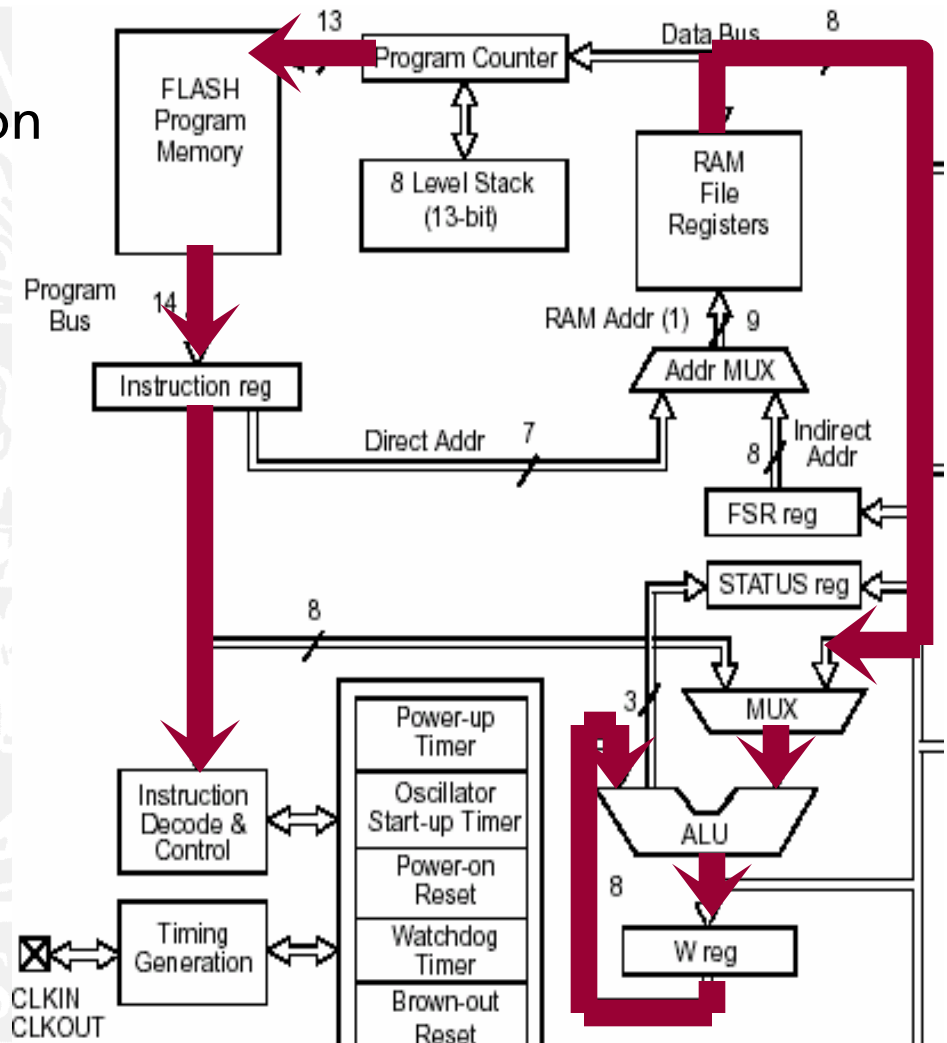 13
8
Data Bus
Program Counter
FLASH
Program
Memory
on
RAM
File
Registers
8 Level Stack
(13-bit)
Program
Bus
14
RAM Addr (1)
9
Addr MUX
Instruction reg
Direct Addr
7
8
Indirect
Addr
FSR reg
STATUS reg
8
3
MUX
Power-up
Timer
Instruction
Decode &
Control
Oscillator
Start-up Timer
ALU
Power-on
Reset
8
Timing
Generation
Watchdog
Timer
W reg
CLKIN
CLKOUT
Brown-out
Reset